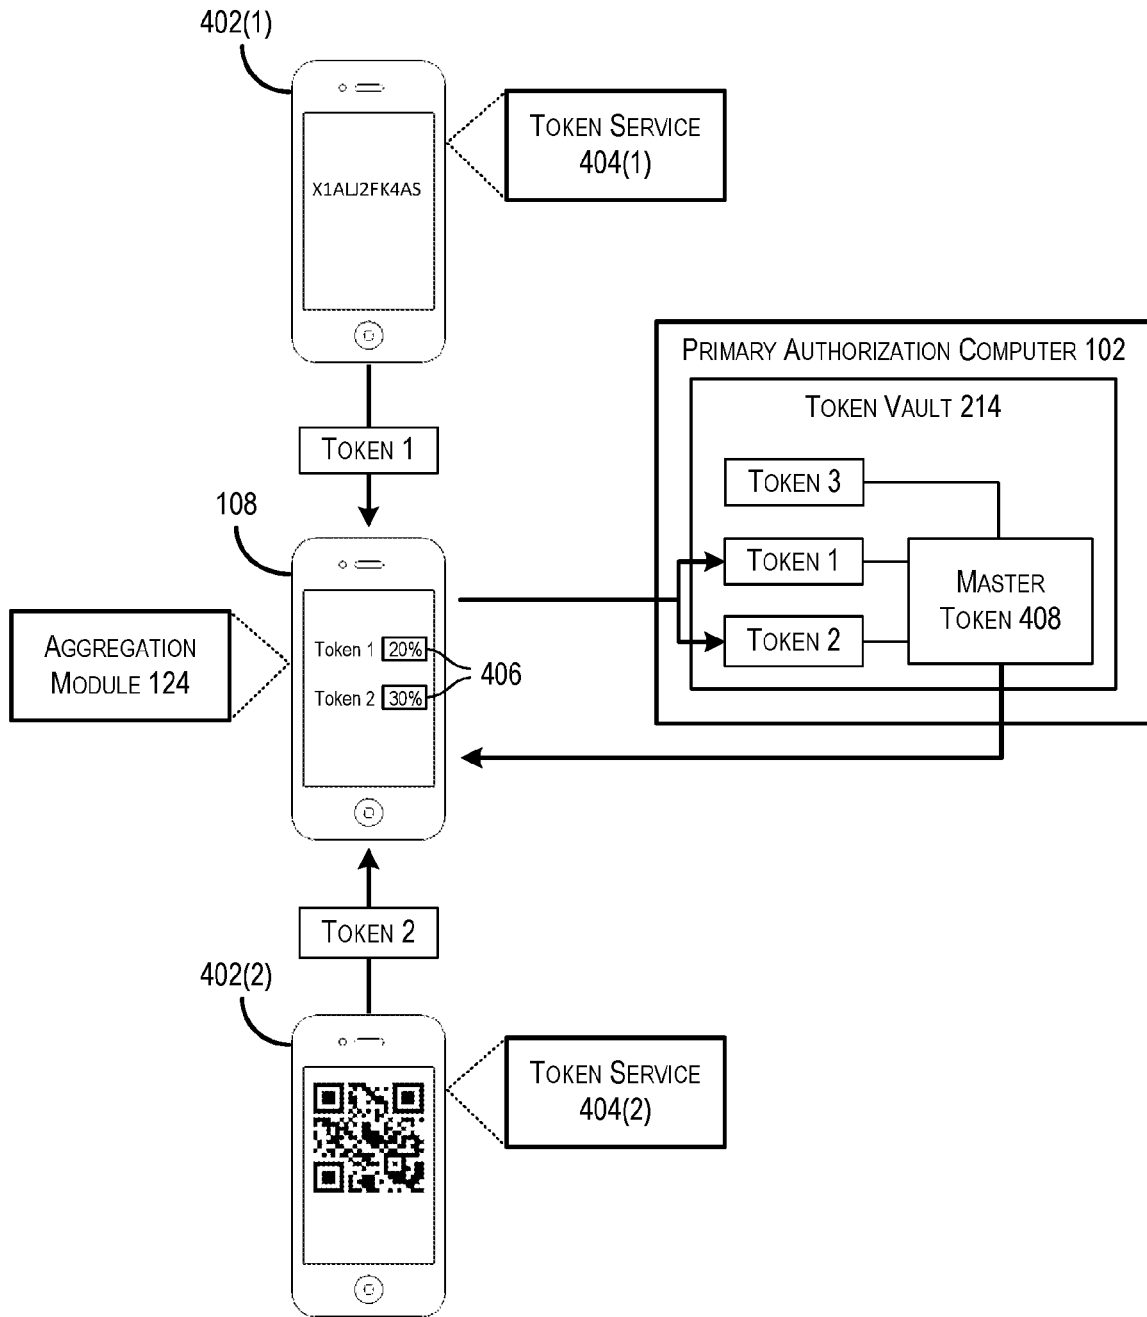 402(1)
TOKEN SERVICE
404(1)
X1ALJ2FK4AS
PRIMARY AUTHORIZATION COMPUTER 102
TOKEN VAULT 214
TOKEN 1
TOKEN 3
108
TOKEN 1
MASTER
TOKEN 408
AGGREGATION
MODULE 124
Token 1 20%
406
TOKEN 2
Token 2 30%
TOKEN 2
402(2)
TOKEN SERVICE
404(2)